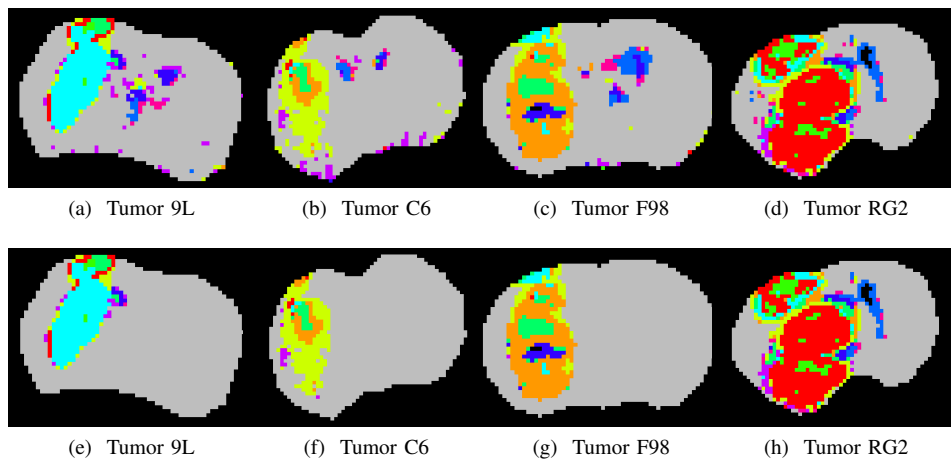 (a) Tumor 9L
(b) Tumor C6
(c) Tumor F98
(d) Tumor RG2
(e) Tumor 9L
(f) Tumor C6
(g) Tumor F98
(h) Tumor RG2